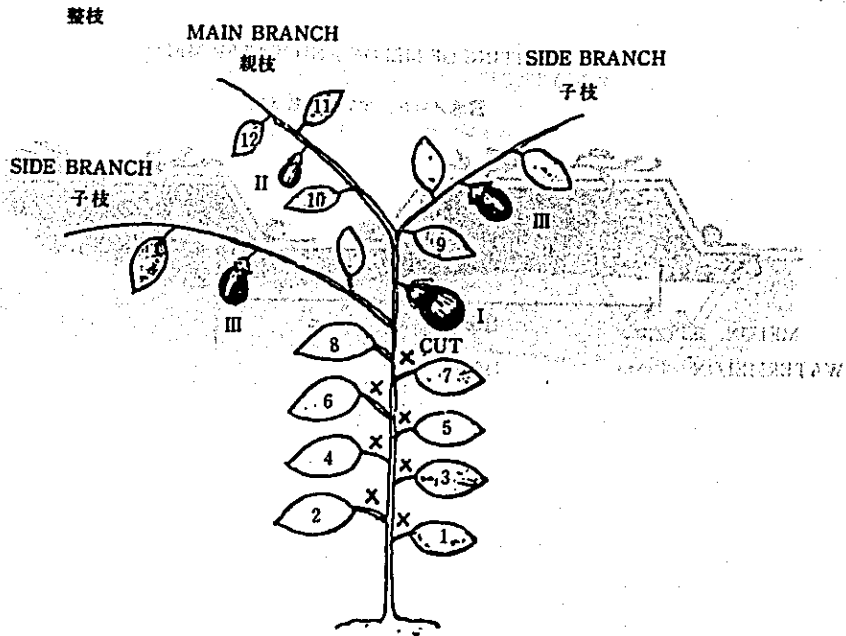 整枝
MAIN BRANCH
親枝
SIDE BRANCH
子枝
11
12
SIDE BRANCH
子枝
II
10
III
9
III
I
8
CUT
7
6
5
4
3
2
1